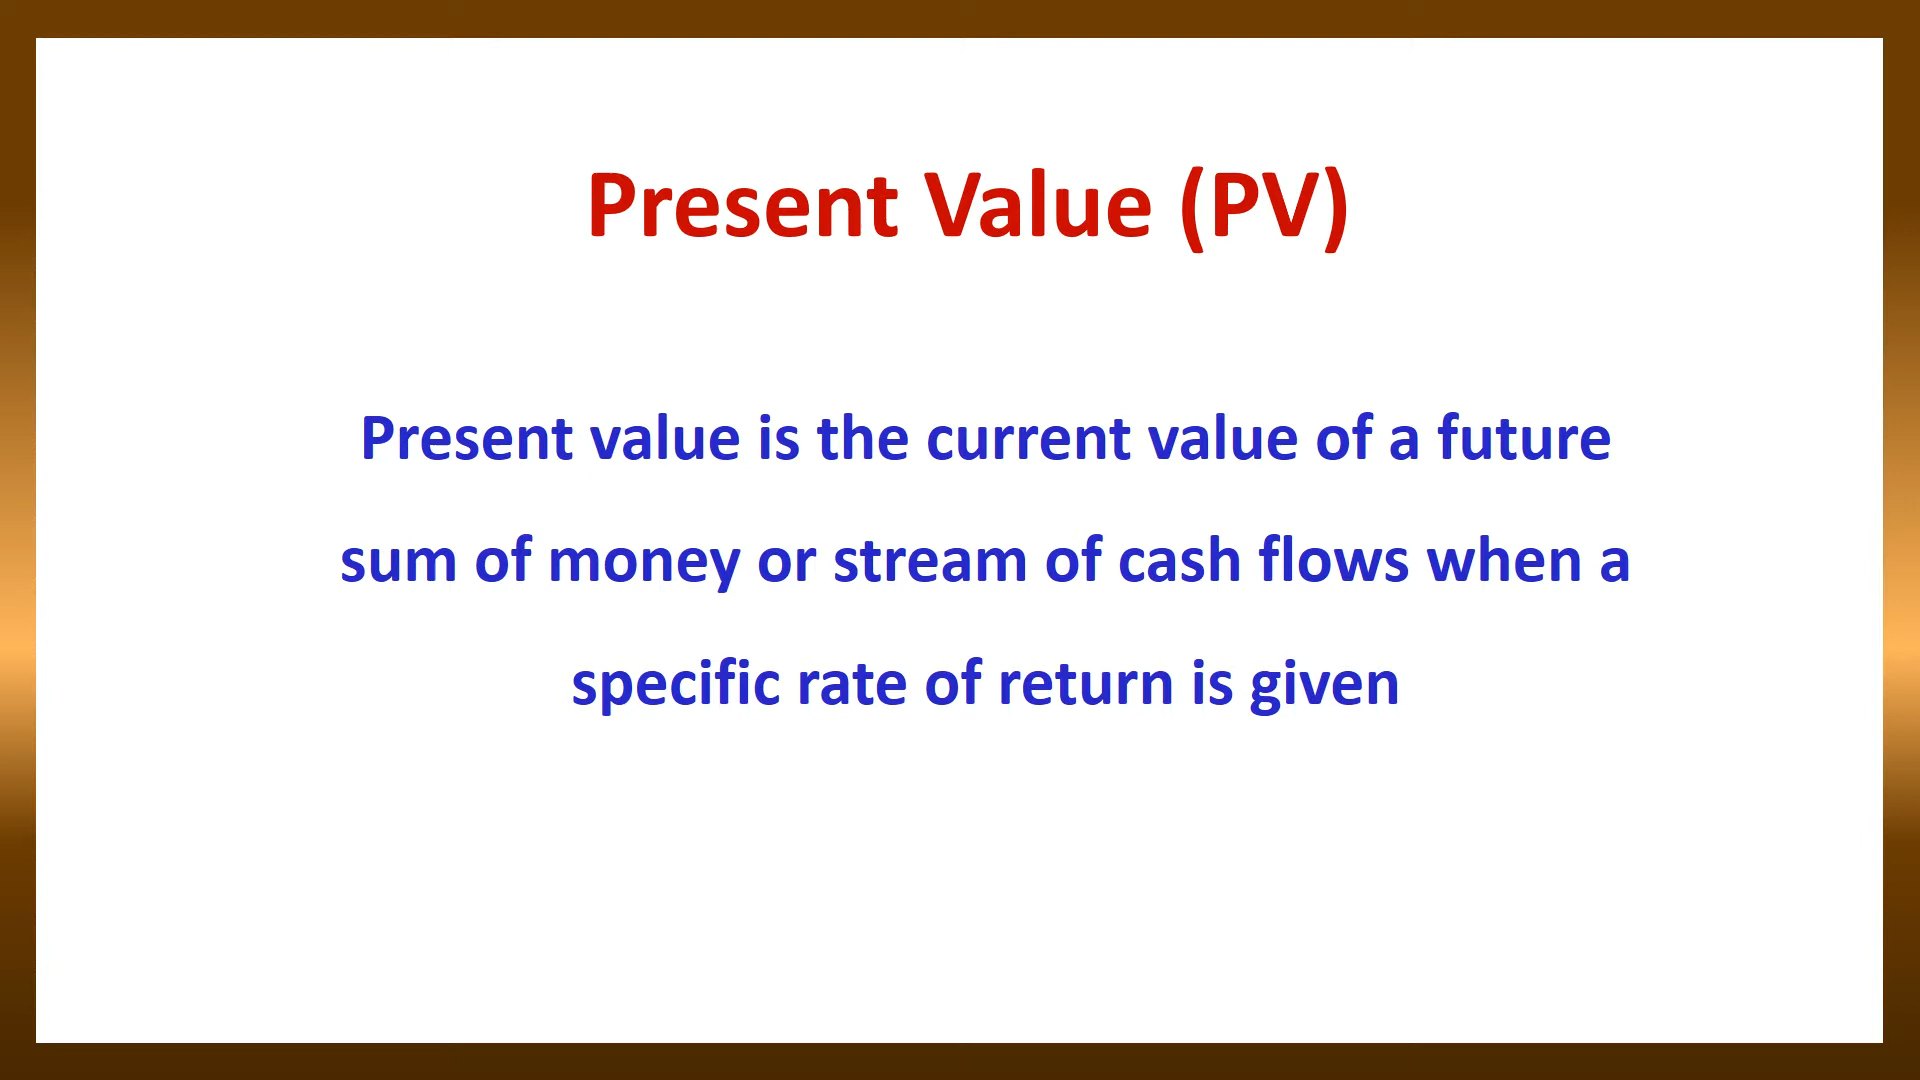 Present Value (PV)
Present value is the current value of a future
sum of money or stream of cash flows when a
specific rate of return is given